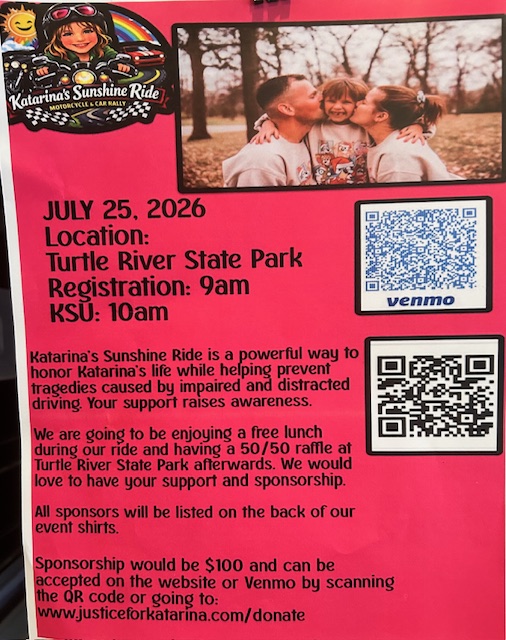 Katarina's Sunshine Ride
MOTORCYCLE & CAR RALLY
JULY 25, 2026
Location:
Turtle River State Park
Registration: 9am
KSU: 10am
venmo
Katarina's Sunshine Ride is a powerful way to
honor Katarina's life while helping prevent
tragedies caused by impaired and distracted
driving. Your support raises awareness.
We are going to be enjoying a free lunch
during our ride and having a 50/50 raffle at
Turtle River State Park afterwards. We would
love to have your support and sponsorship.
All sponsors will be listed on the back of our
event shirts.
Sponsorship would be $100 and can be
accepted on the website or Venmo by scanning
the QR code or going to:
www.justiceforkatarina.com/donate